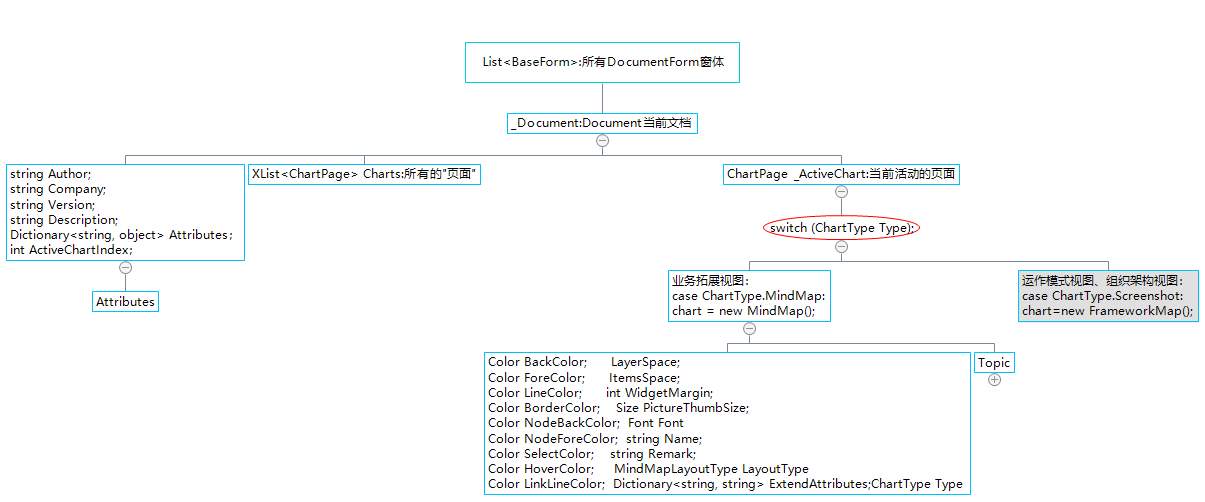 List<BaseForm>:所有DocumentForm窗体
_Document:Document当前文档
string Author;
string Company;
string Version;
string Description;
Dictionary<string, object> Attributes;
int ActiveChartIndex;
XList<ChartPage> Charts:所有的"页面"
ChartPage _ActiveChart:当前活动的页面
switch (ChartType Type);
Attributes
业务拓展视图：
case ChartType.MindMap:
chart = new MindMap();
运作模式视图、组织架构视图：
case ChartType.Screenshot:
chart=new FrameworkMap();
Color BackColor; LayerSpace;
Color ForeColor; ItemsSpace;
Color LineColor; int WidgetMargin;
Color BorderColor; Size PictureThumbSize;
Color NodeBackColor; Font Font
Color NodeForeColor; string Name;
Color SelectColor; string Remark;
Color HoverColor; MindMapLayoutType LayoutType
Color LinkLineColor; Dictionary<string, string> ExtendAttributes;ChartType Type
Topic